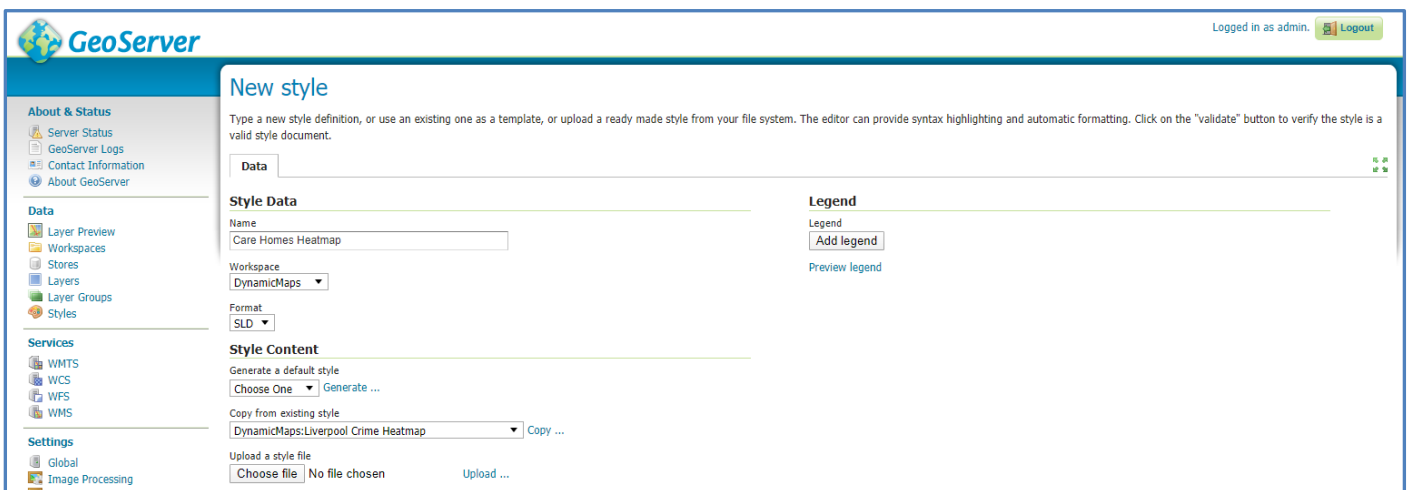 GeoServer
Logged in as admin.
Logout
About & Status
Server Status
GeoServer Logs
Contact Information
About GeoServer
Data
Layer Preview
Workspaces
Stores
Layers
Layer Groups
Styles
Services
WMTS
WCS
WFS
WMS
Settings
Global
Image Processing
New style
Type a new style definition, or use an existing one as a template, or upload a ready made style from your file system. The editor can provide syntax highlighting and automatic formatting. Click on the "validate" button to verify the style is a
valid style document.
Data
Style Data
Name
Care Homes Heatmap
Workspace
DynamicMaps
Format
SLD
Style Content
Generate a default style
Choose One Generate ...
Copy from existing style
DynamicMaps:Liverpool Crime Heatmap Copy ...
Upload a style file
Choose file No file chosen Upload ...
Legend
Legend
Add legend
Preview legend